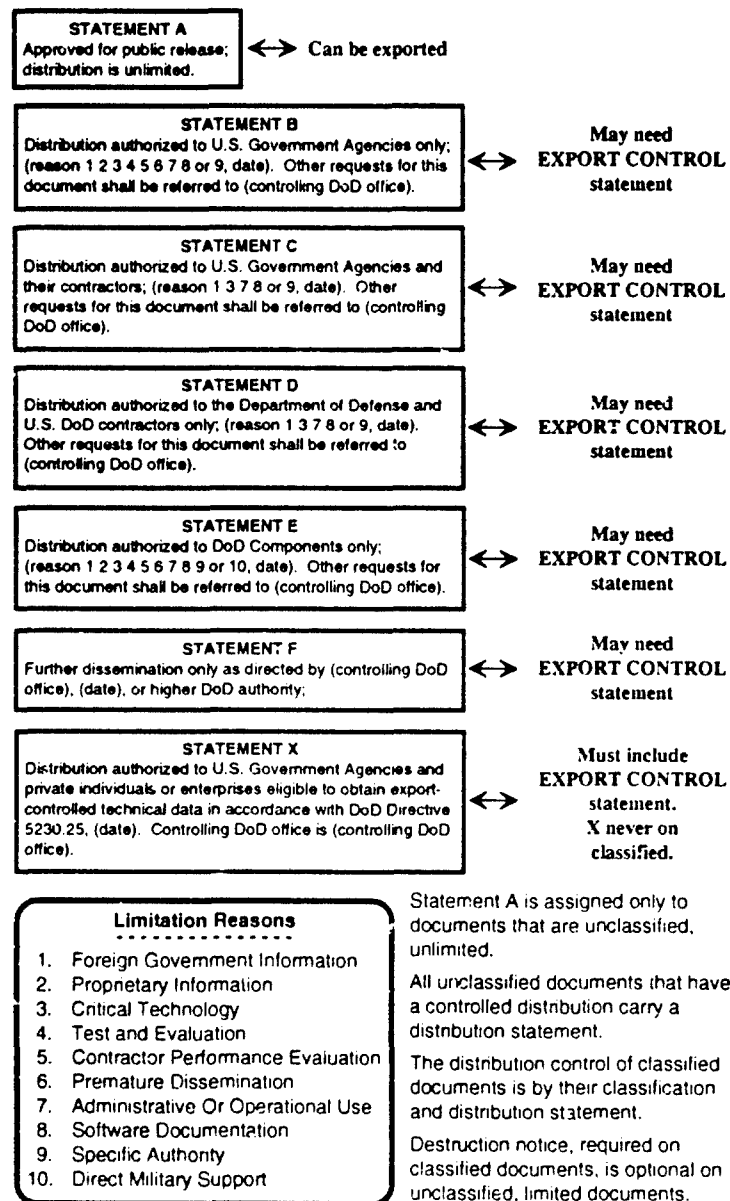 STATEMENT A
Approved for public release;
distribution is unlimited.
Can be exported
STATEMENT B
Distribution authorized to U.S. Government Agencies only;
(reason 1 2 3 4 5 6 7 8 or 9, date). Other requests for this
document shall be referred to (controlling DoD office).
May need
EXPORT CONTROL
statement
STATEMENT C
Distribution authorized to U.S. Government Agencies and
their contractors; (reason 1 3 7 8 or 9, date). Other
requests for this document shall be referred to (controlling
DoD office).
May need
EXPORT CONTROL
statement
STATEMENT D
Distribution authorized to the Department of Defense and
U.S. DoD contractors only; (reason 1 3 7 8 or 9, date).
Other requests for this document shall be referred to
(controlling DoD office).
May need
EXPORT CONTROL
statement
STATEMENT E
Distribution authorized to DoD Components only;
(reason 1 2 3 4 5 6 7 8 9 or 10, date). Other requests for
this document shall be referred to (controlling DoD office).
May need
EXPORT CONTROL
statement
STATEMENT F
Further dissemination only as directed by (controlling DoD
office), (date), or higher DoD authority;
May need
EXPORT CONTROL
statement
STATEMENT X
Distribution authorized to U.S. Government Agencies and
private individuals or enterprises eligible to obtain export-
controlled technical data in accordance with DoD Directive
5230.25, (date). Controlling DoD office is (controlling DoD
office).
Must include
EXPORT CONTROL
statement.
X never on
classified.
Limitation Reasons
1. Foreign Government Information
2. Proprietary Information
3. Critical Technology
4. Test and Evaluation
5. Contractor Performance Evaluation
6. Premature Dissemination
7. Administrative Or Operational Use
8. Software Documentation
9. Specific Authority
10. Direct Military Support
Statement A is assigned only to
documents that are unclassified,
unlimited.
All unclassified documents that have
a controlled distribution carry a
distribution statement.
The distribution control of classified
documents is by their classification
and distribution statement.
Destruction notice, required on
classified documents, is optional on
unclassified, limited documents.